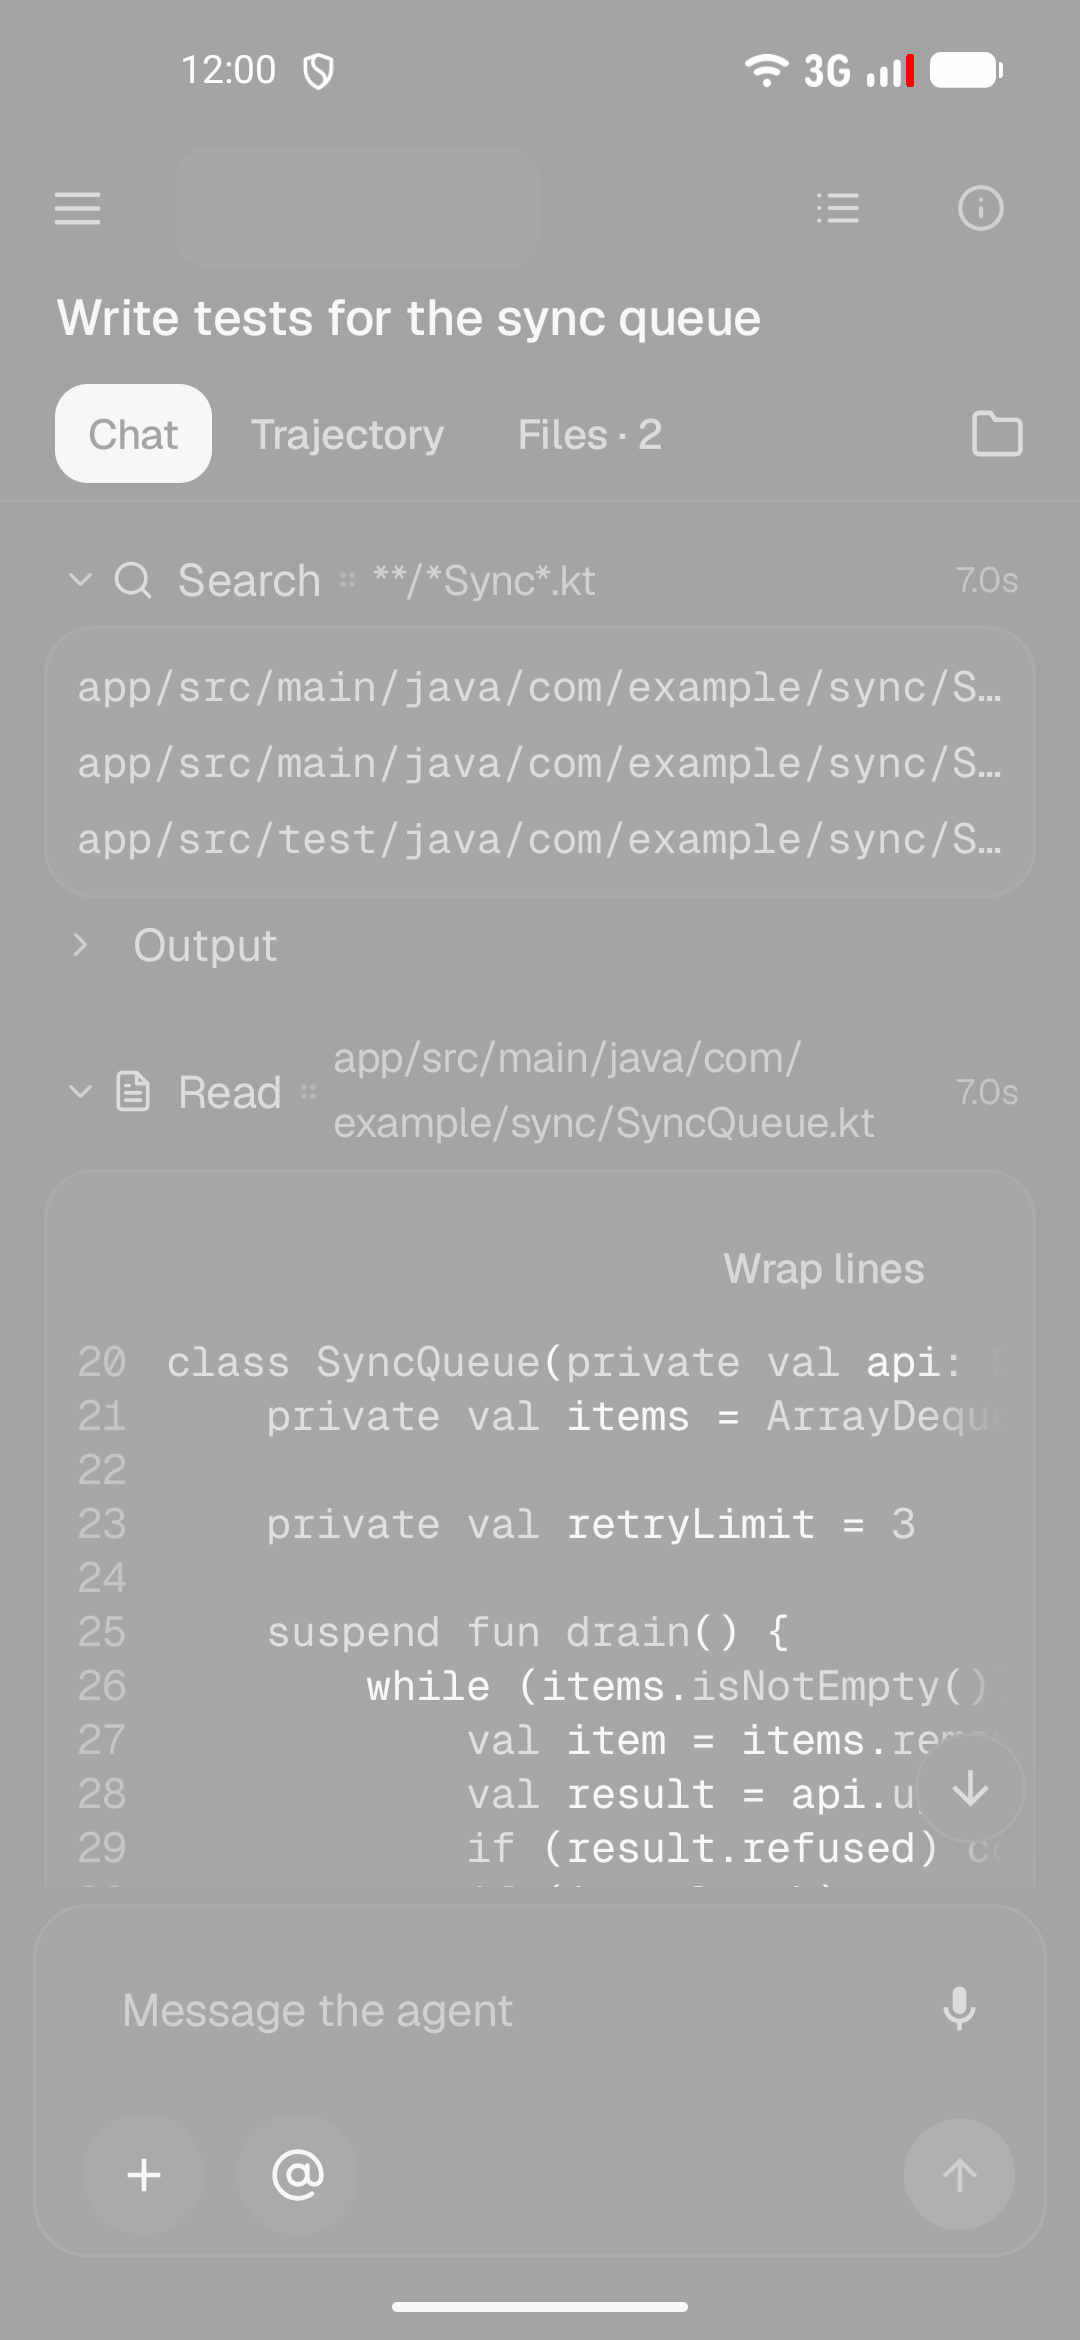 12:00 3G
Write tests for the sync queue
Chat Trajectory Files · 2
Search **/*Sync*.kt 7.0s
app/src/main/java/com/example/sync/S…
app/src/main/java/com/example/sync/S…
app/src/test/java/com/example/sync/S…
Output
Read app/src/main/java/com/
example/sync/SyncQueue.kt 7.0s
Wrap lines
20 class SyncQueue(private val api:
21 private val items = ArrayDequ
22
23 private val retryLimit = 3
24
25 suspend fun drain() {
26 while (items.isNotEmpty()
27 val item = items.
28 val result = api.
29 if (result.refused)
Message the agent